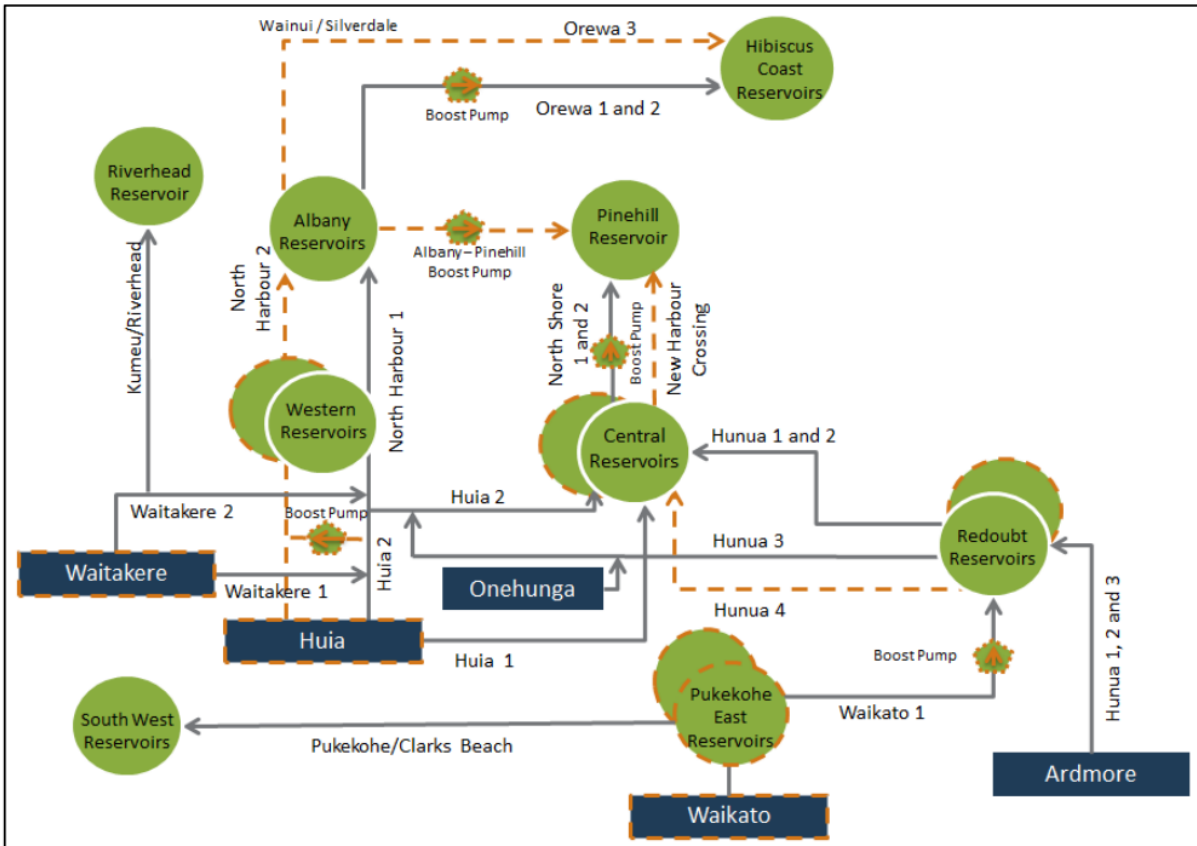 Wainui / Silverdale
Orewa 3
Hibiscus
Coast
Reservoirs
Boost Pump
Orewa 1 and 2
Riverhead
Reservoir
Albany
Reservoirs
Pinehill
Reservoir
Albany – Pinehill
Boost Pump
Kumeu/Riverhead
North
Harbour 2
North Harbour 1
North Shore
1 and 2
Boost Pump
New Harbour
Crossing
Western
Reservoirs
Central
Reservoirs
Hunua 1 and 2
Waitakere 2
Boost Pump
Huia 2
Huia 2
Hunua 3
Redoubt
Reservoirs
Waitakere
Waitakere 1
Onehunga
Hunua 4
Huia
Huia 1
Boost Pump
Hunua 1, 2 and 3
South West
Reservoirs
Pukekohe/Clarks Beach
Pukekohe
East
Reservoirs
Waikato 1
Ardmore
Waikato